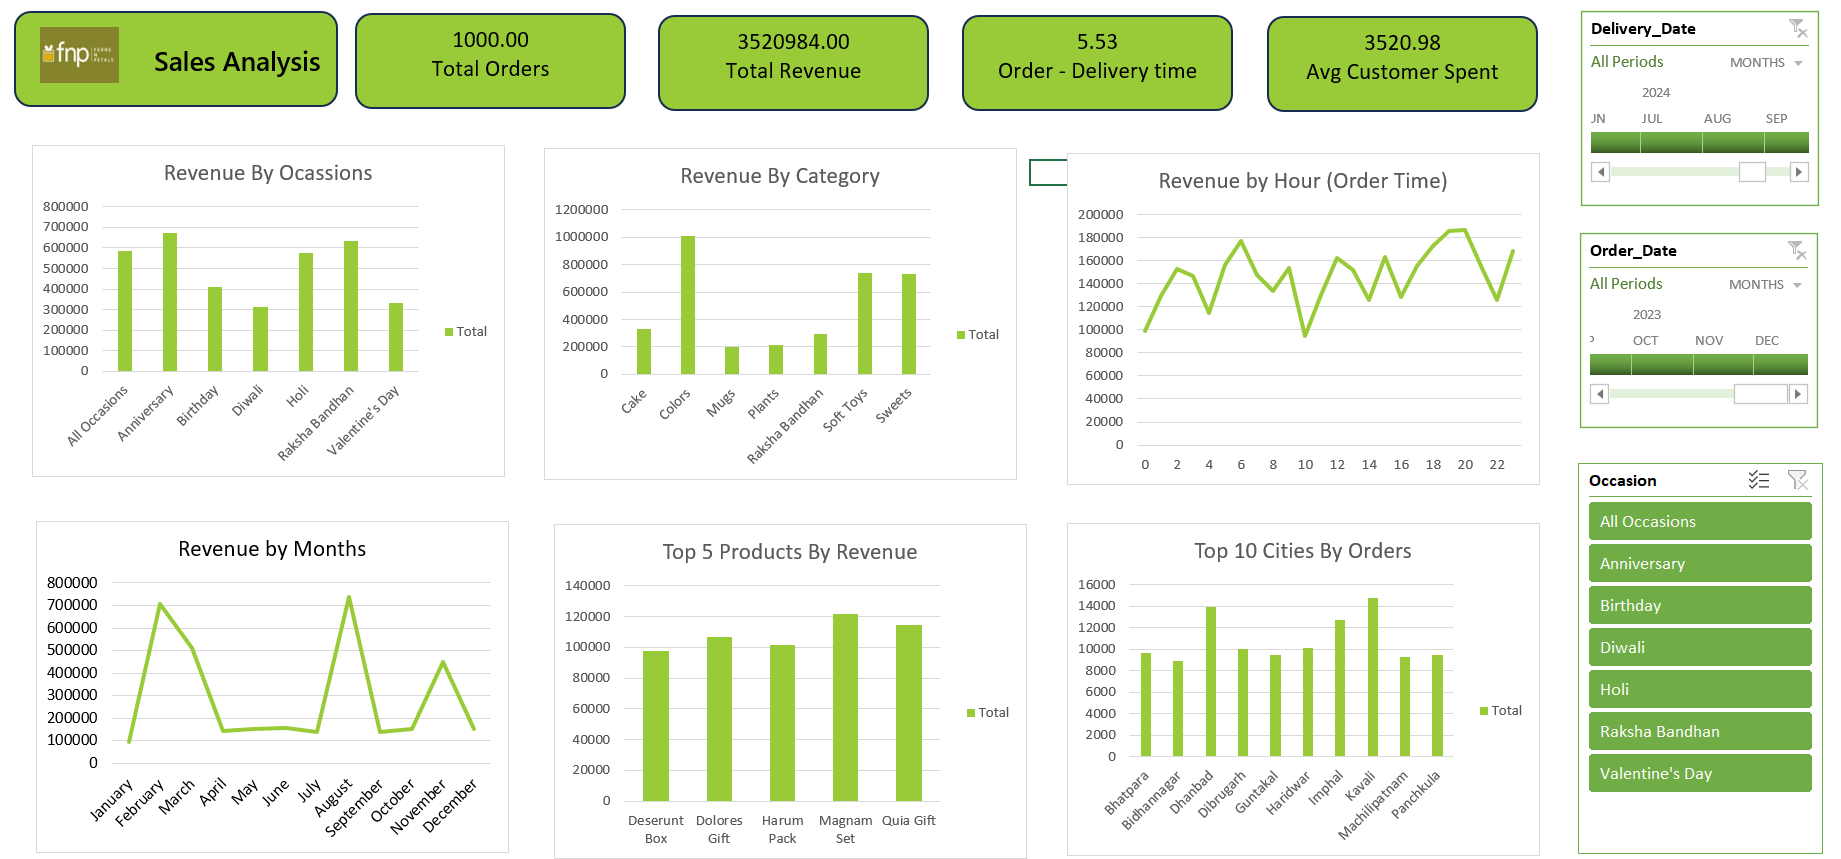 fnp FERNS N PETALS
Sales Analysis
1000.00
Total Orders
3520984.00
Total Revenue
5.53
Order - Delivery time
3520.98
Avg Customer Spent
Delivery_Date
All Periods
MONTHS
2024
JUL AUG SEP
Order_Date
All Periods
MONTHS
2023
OCT NOV DEC
Occasion
All Occasions
Anniversary
Birthday
Diwali
Holi
Raksha Bandhan
Valentine's Day
Revenue By Ocassions
800000
700000
600000
500000
400000
300000
200000
100000
0
All Occasions
Anniversary
Birthday
Diwali
Holi
Raksha Bandhan
Valentine's Day
Total
Revenue By Category
1200000
1000000
800000
600000
400000
200000
0
Cake
Colors
Mugs
Plants
Raksha Bandhan
Soft Toys
Sweets
Total
Revenue by Hour (Order Time)
200000
180000
160000
140000
120000
100000
80000
60000
40000
20000
0
0 2 4 6 8 10 12 14 16 18 20 22
Revenue by Months
800000
700000
600000
500000
400000
300000
200000
100000
0
January
February
March
April
May
June
July
August
September
October
November
December
Top 5 Products By Revenue
140000
120000
100000
80000
60000
40000
20000
0
Deserunt Box
Dolores Gift
Harum Pack
Magnam Set
Quia Gift
Total
Top 10 Cities By Orders
16000
14000
12000
10000
8000
6000
4000
2000
0
Bhatpara
Bidhannagar
Dhanbad
Dibrugarh
Guntakal
Haridwar
Imphal
Kavali
Machilipatnam
Panchkula
Total